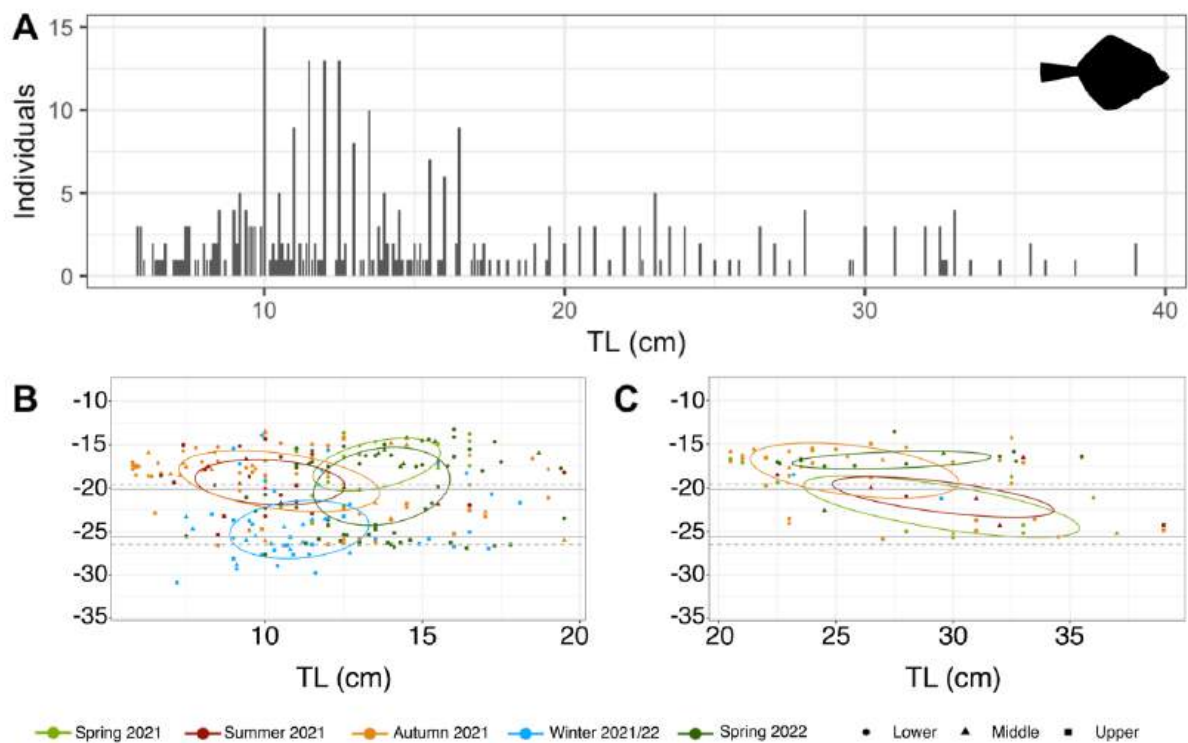 A
15
10
5
0
Individuals
10 20 30 40
TL (cm)
B
-10
-15
-20
-25
-30
-35
10 15 20
TL (cm)
C
-10
-15
-20
-25
-30
-35
20 25 30 35
TL (cm)
Spring 2021 Summer 2021 Autumn 2021 Winter 2021/22 Spring 2022 Lower Middle Upper